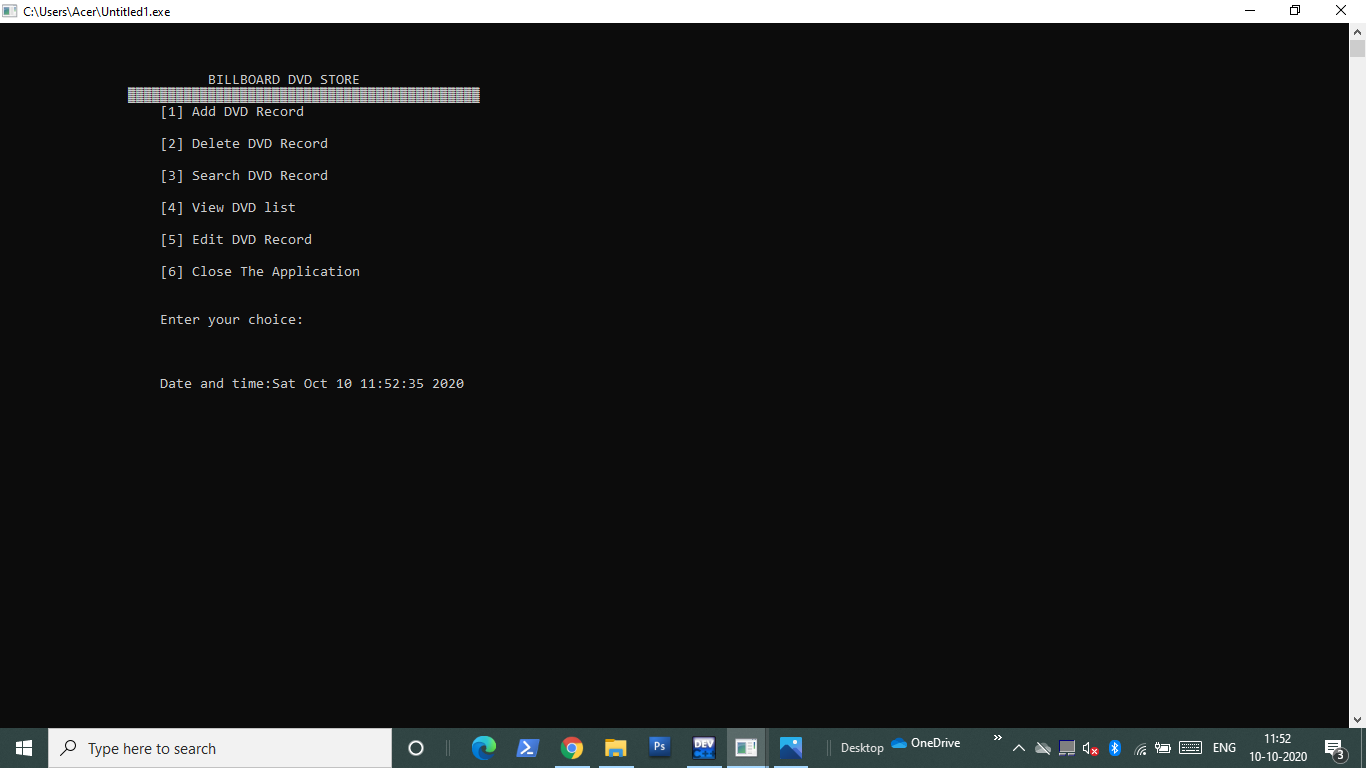 C:\Users\Acer\Untitled1.exe
BILLBOARD DVD STORE
[1] Add DVD Record
[2] Delete DVD Record
[3] Search DVD Record
[4] View DVD list
[5] Edit DVD Record
[6] Close The Application
Enter your choice:
Date and time:Sat Oct 10 11:52:35 2020
Type here to search
Ps
DEV
Desktop
OneDrive
ENG
11:52
10-10-2020
3